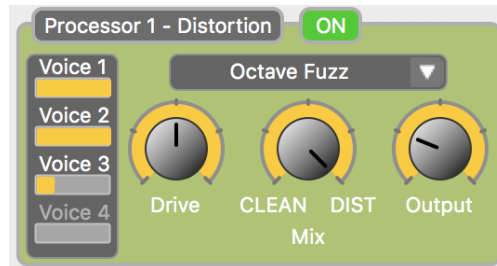 Processor 1 - Distortion ON
Voice 1
Voice 2
Voice 3
Voice 4
Octave Fuzz
Drive CLEAN DIST Output
Mix